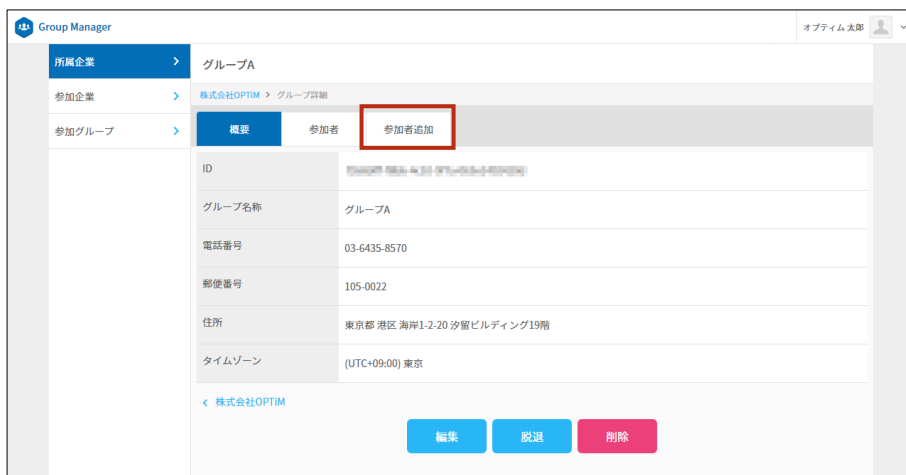 Group Manager
オプティム 太郎
所属企業
参加企業
参加グループ
グループA
株式会社OPTiM > グループ詳細
概要 参加者 参加者追加
ID
グループ名称 グループA
電話番号 03-6435-8570
郵便番号 105-0022
住所 東京都 港区 海岸1-2-20 汐留ビルディング19階
タイムゾーン (UTC+09:00) 東京
< 株式会社OPTiM
編集 脱退 削除